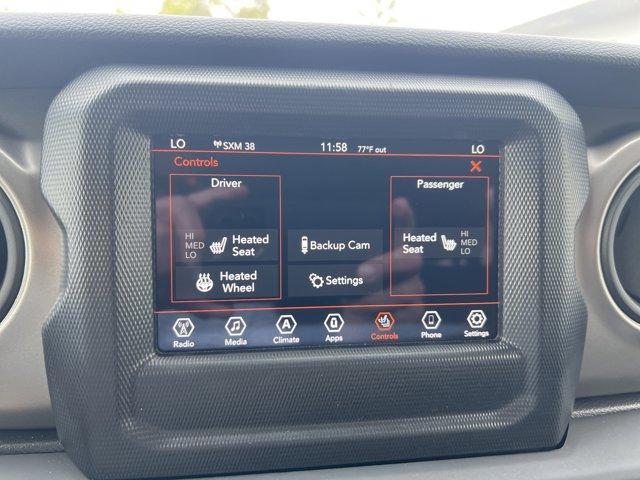 LO SXM 38 11:58 77°F out LO
Controls
Driver
Passenger
HI
MED
LO
Heated
Seat
Backup Cam
Heated
Seat
HI
MED
LO
Heated
Wheel
Settings
Radio Media Climate Apps Controls Phone Settings